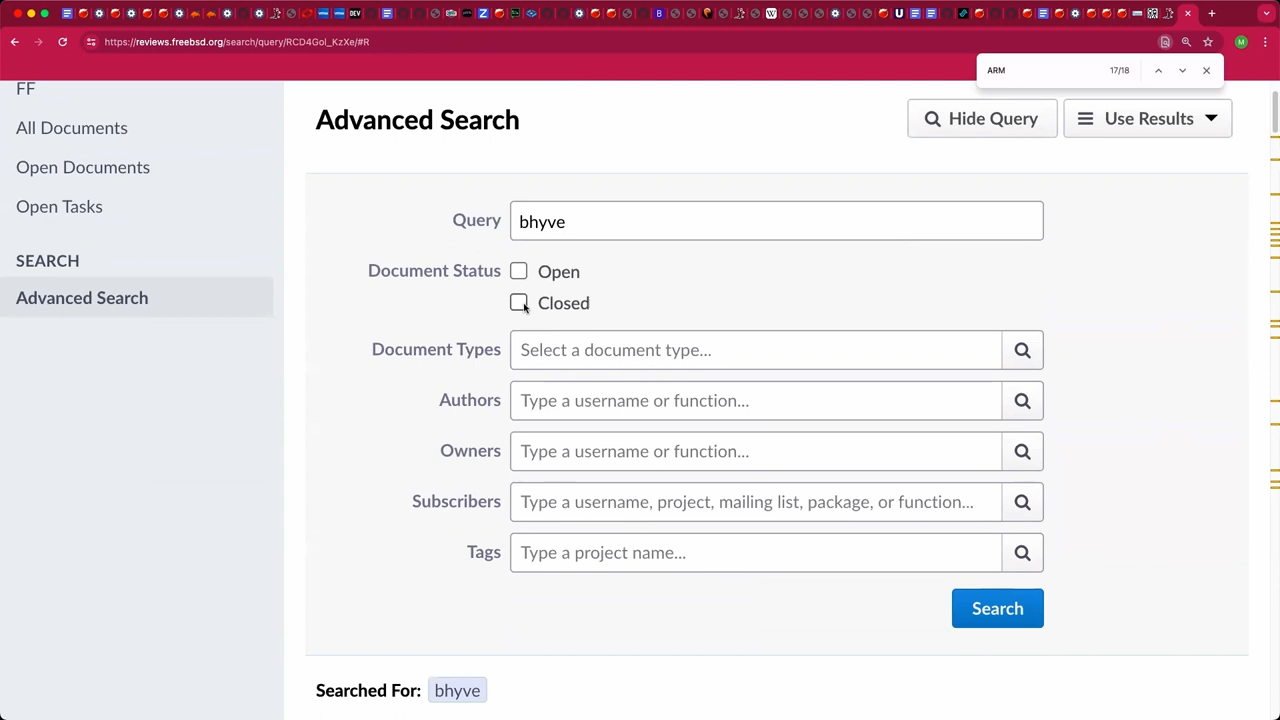 https://reviews.freebsd.org/search/query/RCD4Gol_KzXe/#R
ARM
17/18
FF
All Documents
Open Documents
Open Tasks
SEARCH
Advanced Search
Advanced Search
Hide Query
Use Results
Query
bhyve
Document Status
Open
Closed
Document Types
Select a document type...
Authors
Type a username or function...
Owners
Type a username or function...
Subscribers
Type a username, project, mailing list, package, or function...
Tags
Type a project name...
Search
Searched For: bhyve